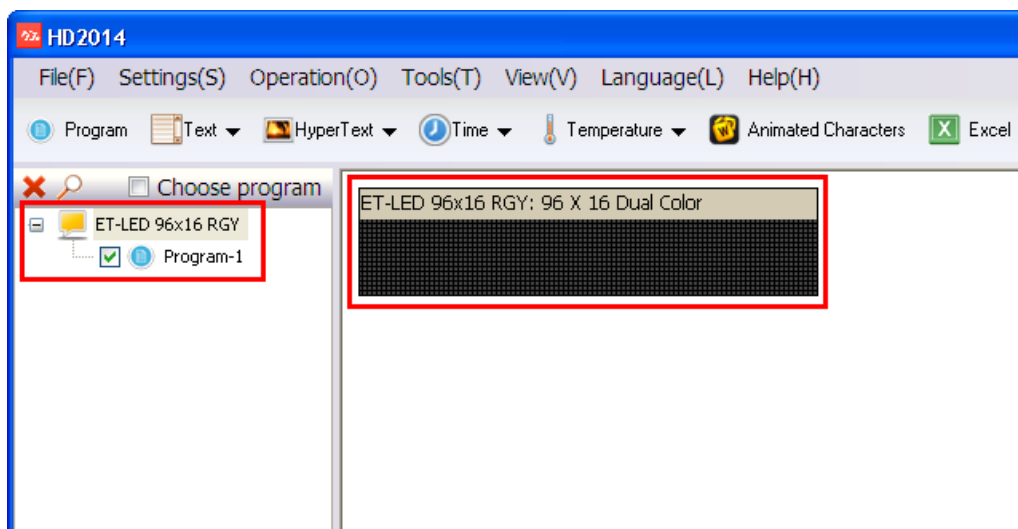 HD2014
File(F) Settings(S) Operation(O) Tools(T) View(V) Language(L) Help(H)
Program Text HyperText Time Temperature Animated Characters Excel
Choose program
ET-LED 96x16 RGY
Program-1
ET-LED 96x16 RGY: 96 X 16 Dual Color